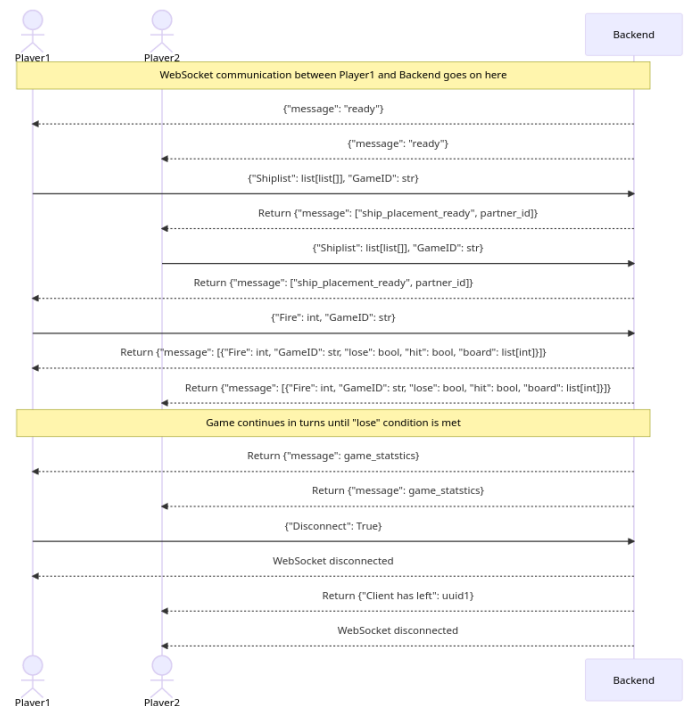 Player1
Player2
Backend
WebSocket communication between Player1 and Backend goes on here
{"message": "ready"}
{"message": "ready"}
{"Shiplist": list[list[]], "GameID": str}
Return {"message": ["ship_placement_ready", partner_id]}
{"Shiplist": list[list[]], "GameID": str}
Return {"message": ["ship_placement_ready", partner_id]}
{"Fire": int, "GameID": str}
Return {"message": [{"Fire": int, "GameID": str, "lose": bool, "hit": bool, "board": list[int]}]}
Return {"message": [{"Fire": int, "GameID": str, "lose": bool, "hit": bool, "board": list[int]}]}
Game continues in turns until "lose" condition is met
Return {"message": game_statstics}
Return {"message": game_statstics}
{"Disconnect": True}
WebSocket disconnected
Return {"Client has left": uuid1}
WebSocket disconnected
Player1
Player2
Backend